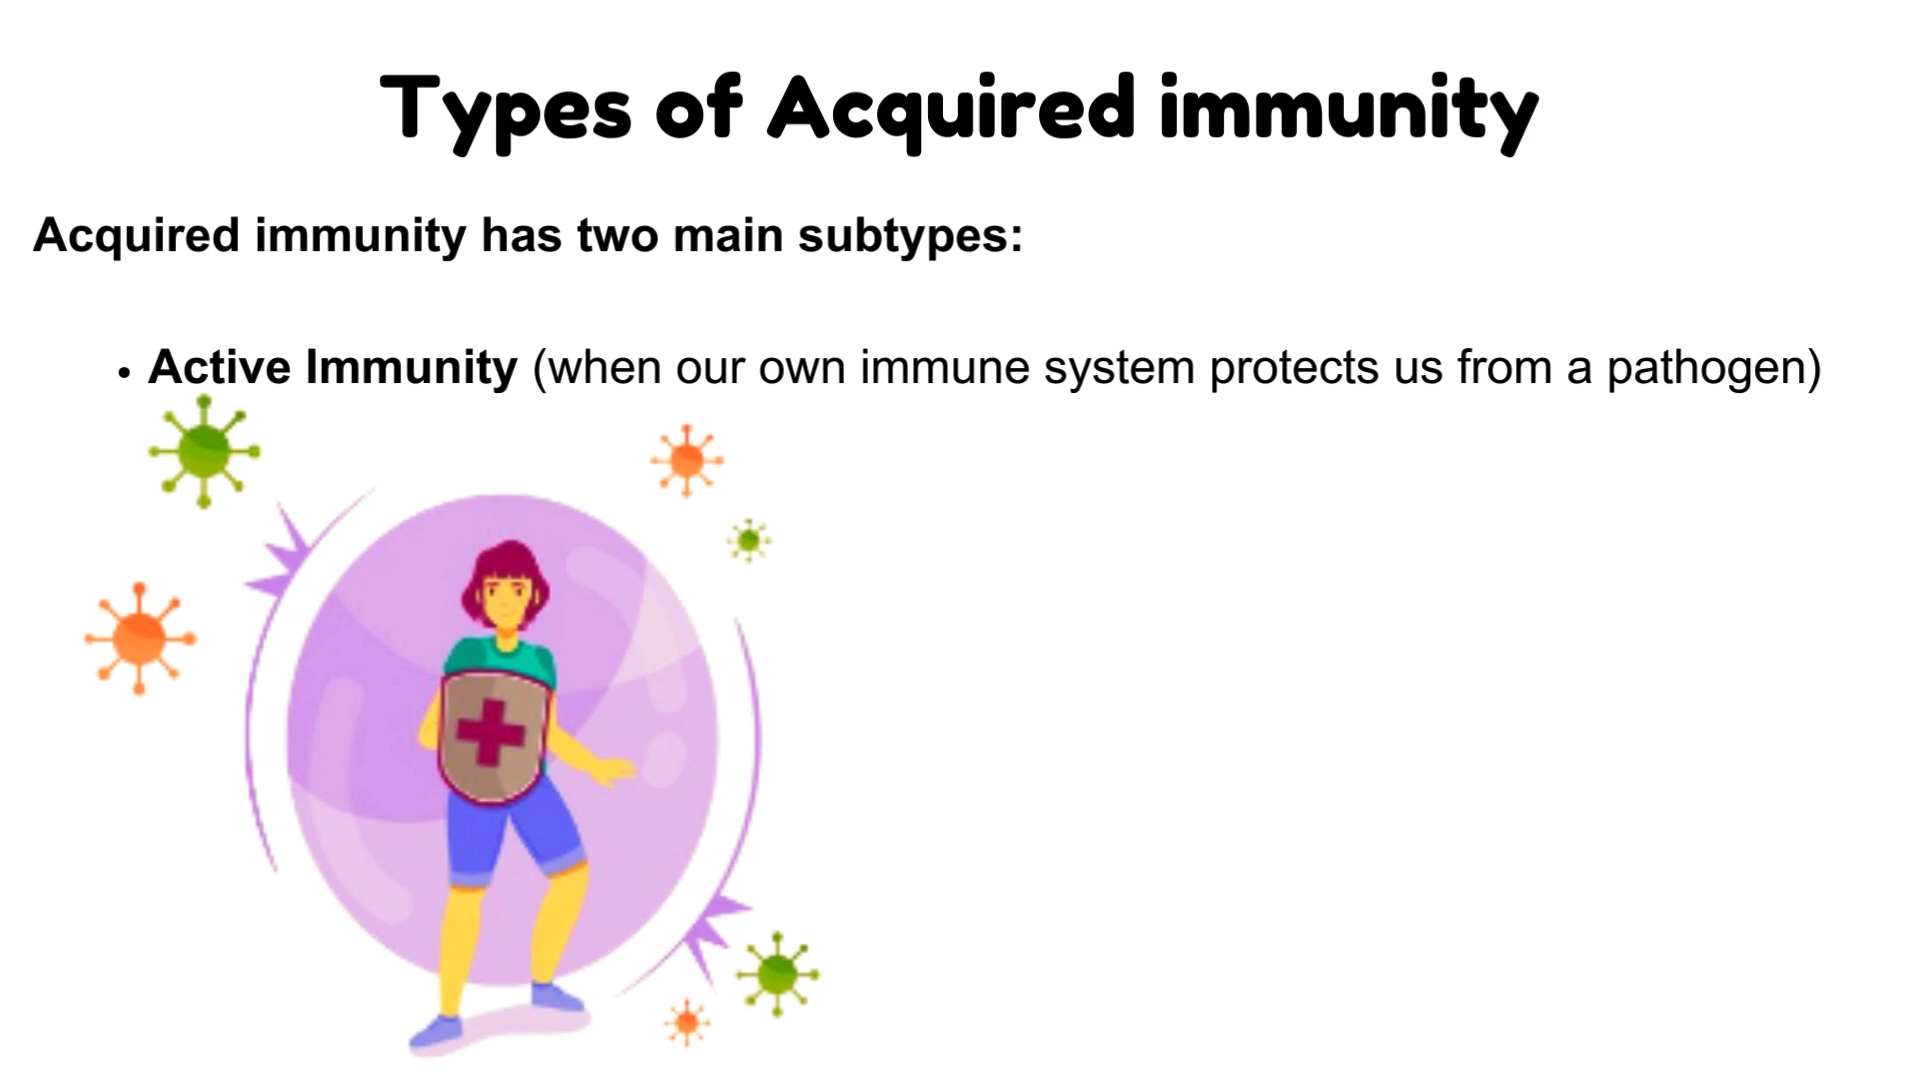 Types of Acquired immunity
Acquired immunity has two main subtypes:
• Active Immunity (when our own immune system protects us from a pathogen)